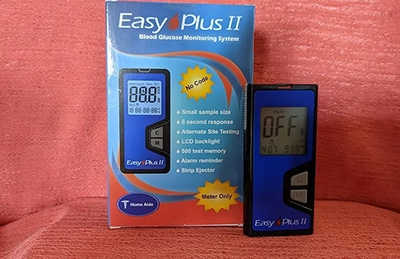 Easy Plus II
Blood Glucose Monitoring System
No Code
888
Small sample size
6 second response
Alternate Site Testing
LCD backlight
500 test memory
Alarm reminder
Strip Ejector
C
M
Easy Plus II
Home Aide
Meter Only
OFF
C
M
Easy Plus II